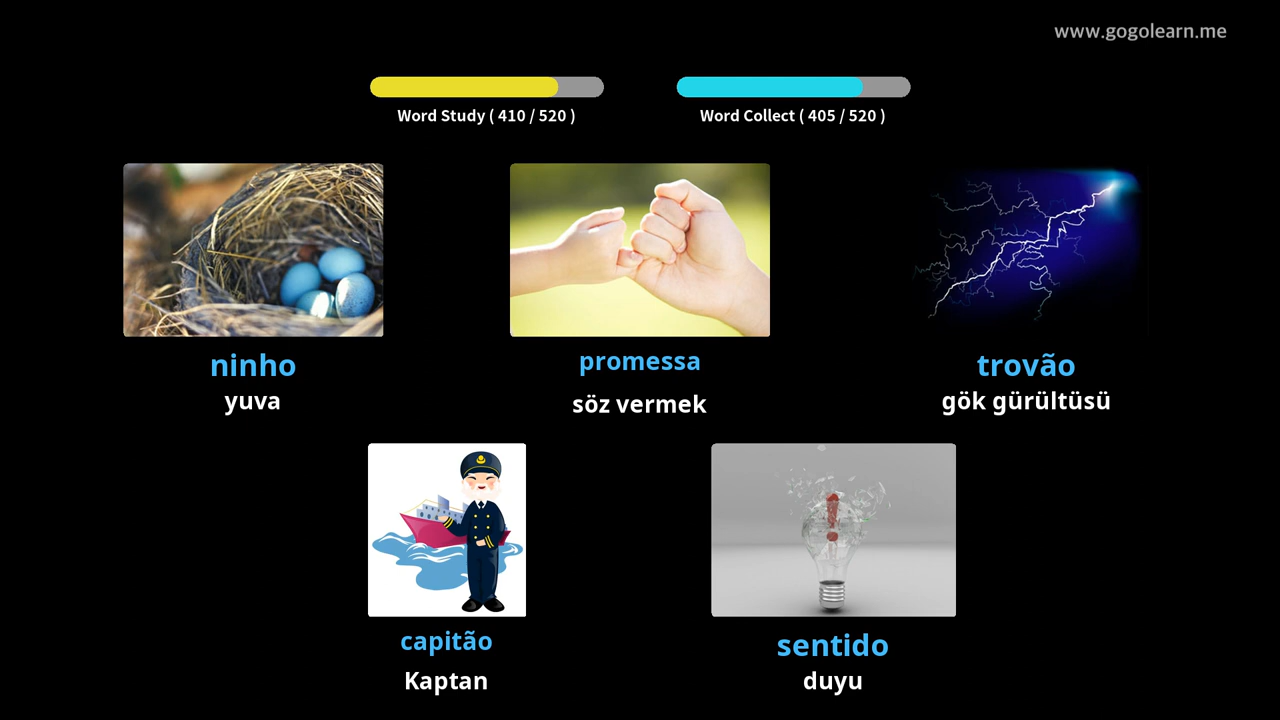 www.gogolearn.me
Word Study ( 410 / 520 )
Word Collect ( 405 / 520 )
ninho
yuva
promessa
söz vermek
trovão
gök gürültüsü
capitão
Kaptan
sentido
duyu